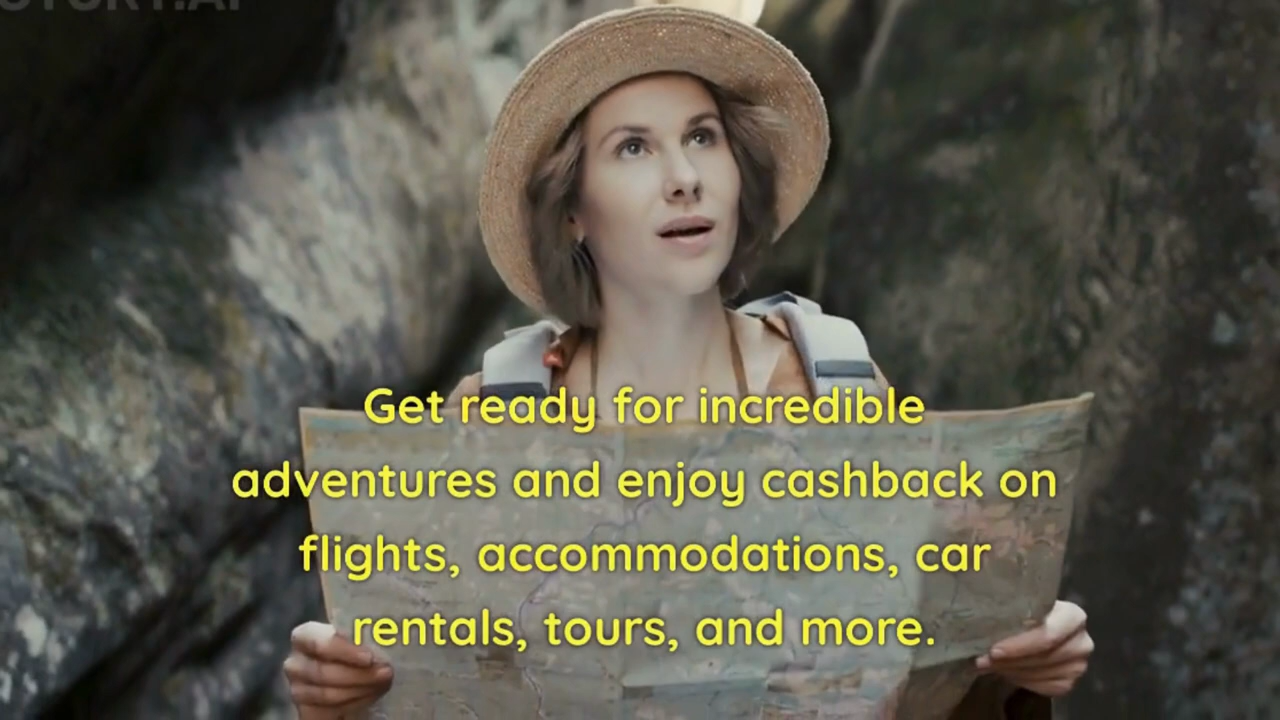 Get ready for incredible
adventures and enjoy cashback on
flights, accommodations, car
rentals, tours, and more.